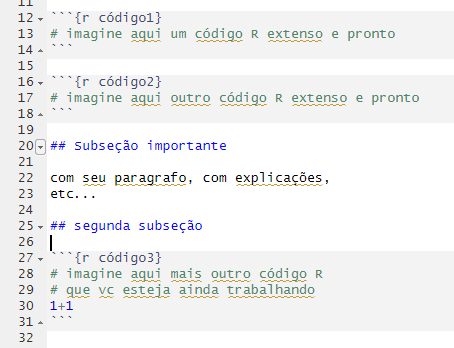 11
12 ```{r código1}
13 # imagine aqui um código R extenso e pronto
14 ```
15
16 ```{r código2}
17 # imagine aqui outro código R extenso e pronto
18 ```
19
20 ## Subseção importante
21
22 com seu paragrafo, com explicações,
23 etc...
24
25 ## segunda subseção
26
27 ```{r código3}
28 # imagine aqui mais outro código R
29 # que vc esteja ainda trabalhando
30 1+1
31 ```
32